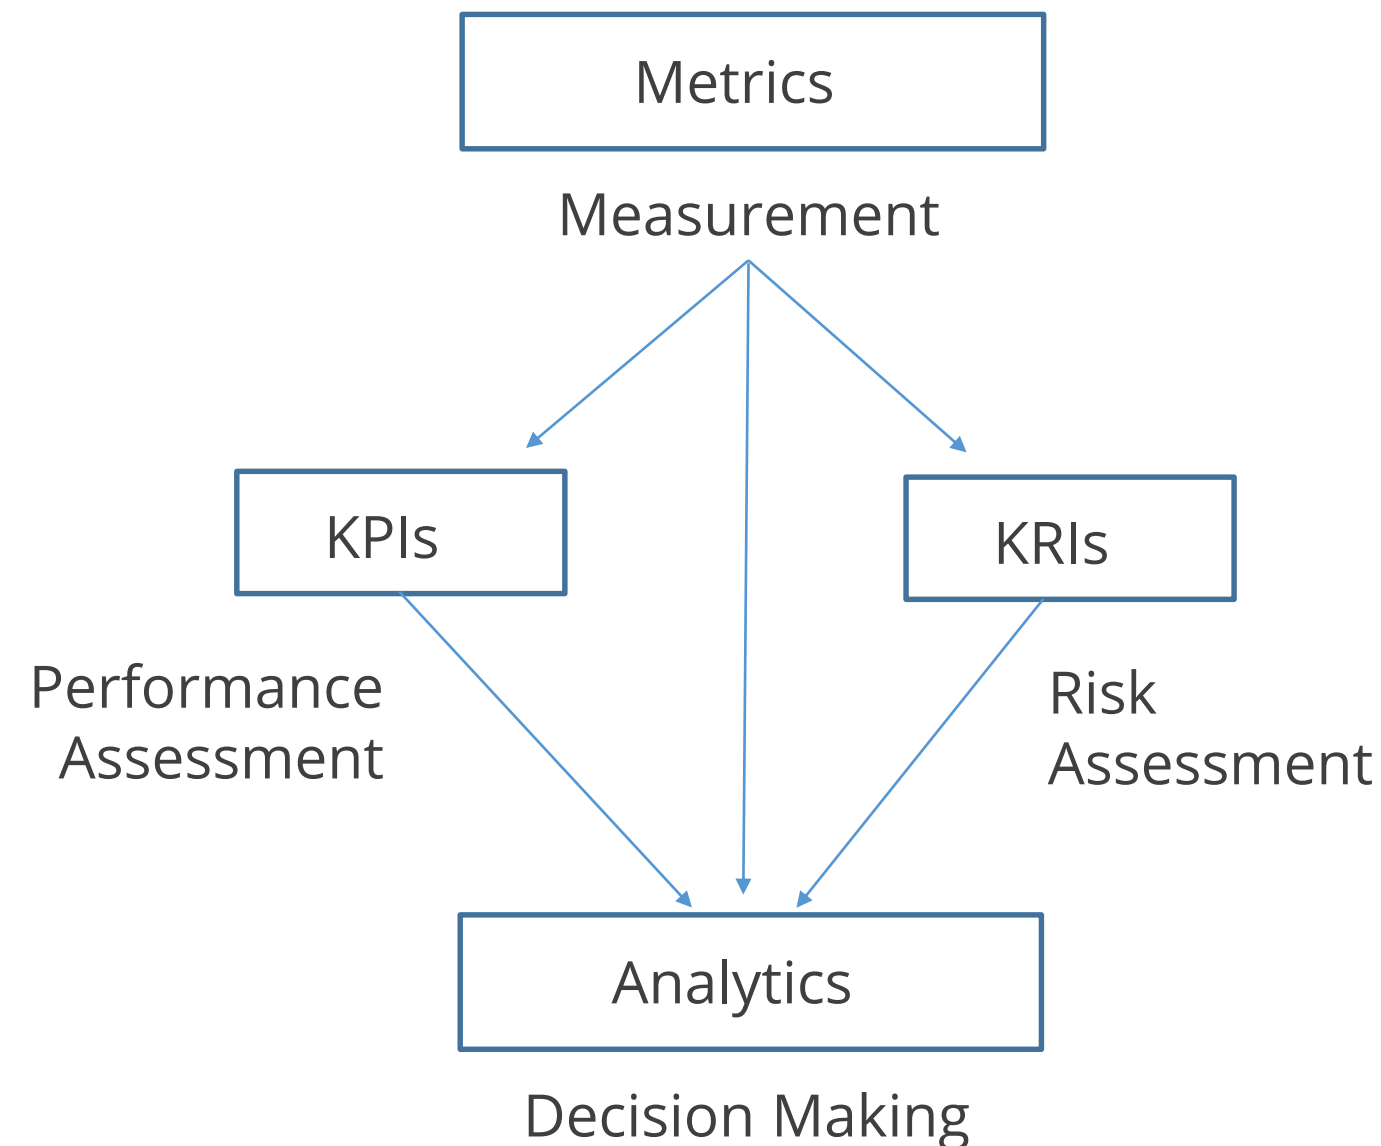 Metrics
Measurement
KPIs
KRIs
Performance
Assessment
Risk
Assessment
Analytics
Decision Making